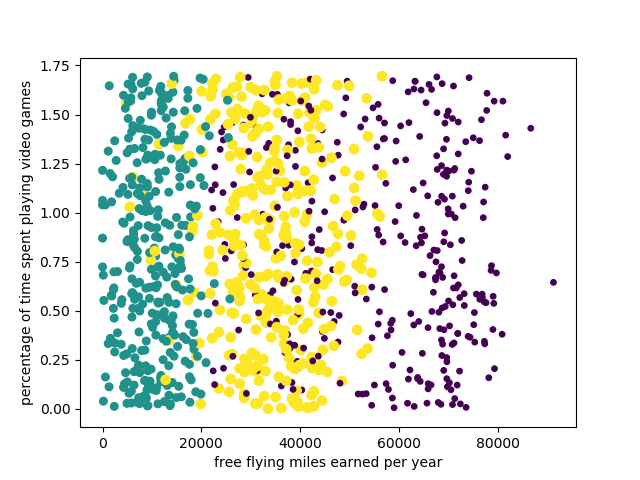 1.75
1.50
1.25
1.00
0.75
0.50
0.25
0.00
percentage of time spent playing video games
0 20000 40000 60000 80000
free flying miles earned per year